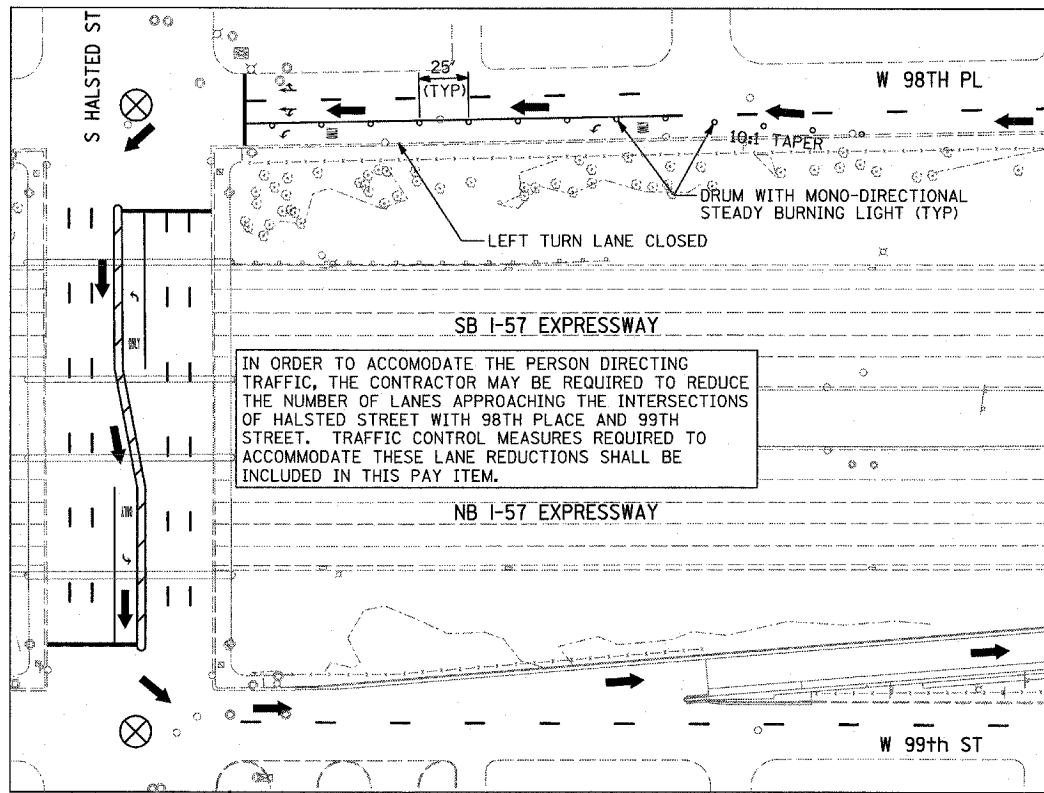 S HALSTED ST
25'
(TYP)
W 98TH PL
10:1 TAPER
DRUM WITH MONO-DIRECTIONAL
STEADY BURNING LIGHT (TYP)
LEFT TURN LANE CLOSED
SB I-57 EXPRESSWAY
ONLY
IN ORDER TO ACCOMODATE THE PERSON DIRECTING
TRAFFIC, THE CONTRACTOR MAY BE REQUIRED TO REDUCE
THE NUMBER OF LANES APPROACHING THE INTERSECTIONS
OF HALSTED STREET WITH 98TH PLACE AND 99TH
STREET. TRAFFIC CONTROL MEASURES REQUIRED TO
ACCOMMODATE THESE LANE REDUCTIONS SHALL BE
INCLUDED IN THIS PAY ITEM.
ONLY
NB I-57 EXPRESSWAY
W 99th ST